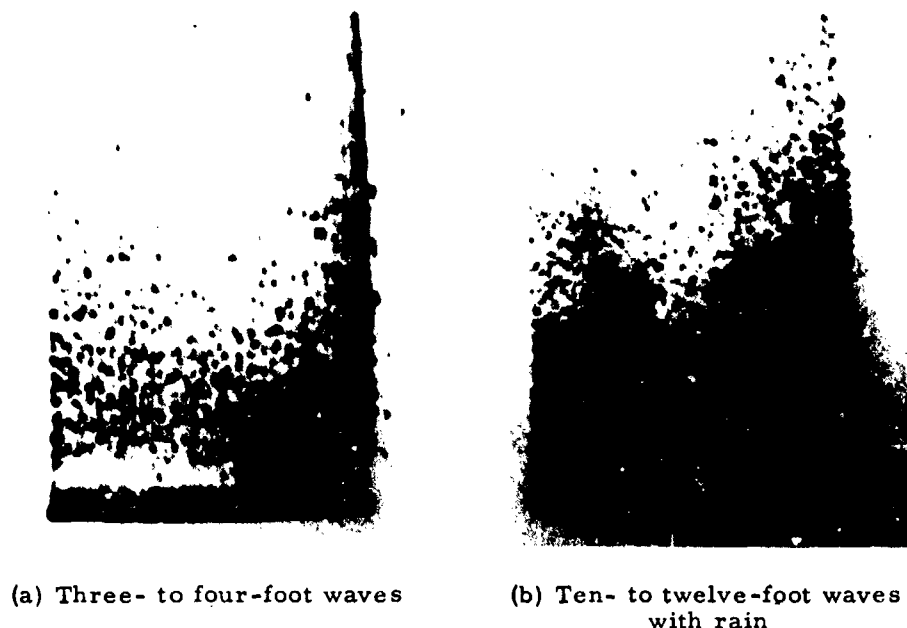 (a) Three- to four-foot waves
(b) Ten- to twelve-foot waves
with rain